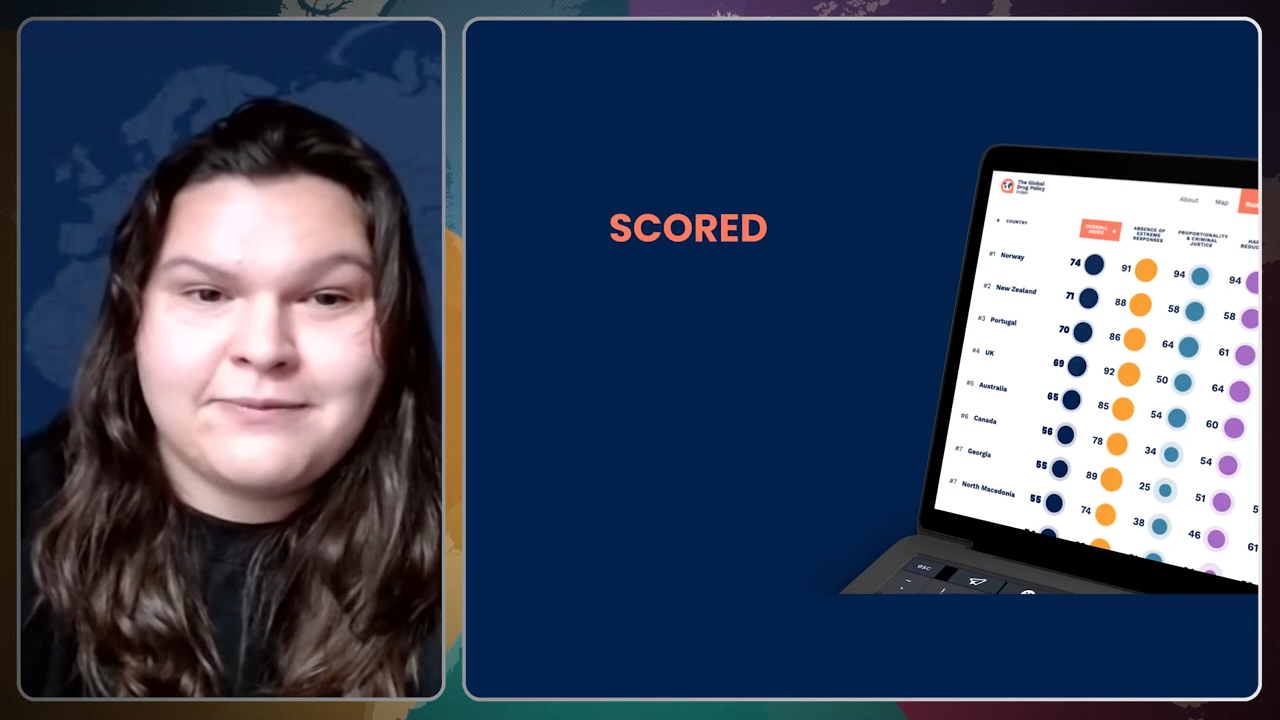 SCORED
The Global
Drug Policy
Index
About Map
# COUNTRY OVERALL INDEX ABSENCE OF EXTREME RESPONSES PROPORTIONALITY & CRIMINAL JUSTICE
#1 Norway 74 91 94 94
#2 New Zealand 71 88 58 58
#3 Portugal 70 86 64 61
#4 UK 69 92 50 64
#5 Australia 65 85 54 60
#6 Canada 56 78 34 54
#7 Georgia 55 89 25 51
#7 North Macedonia 55 74 38 46 61
esc